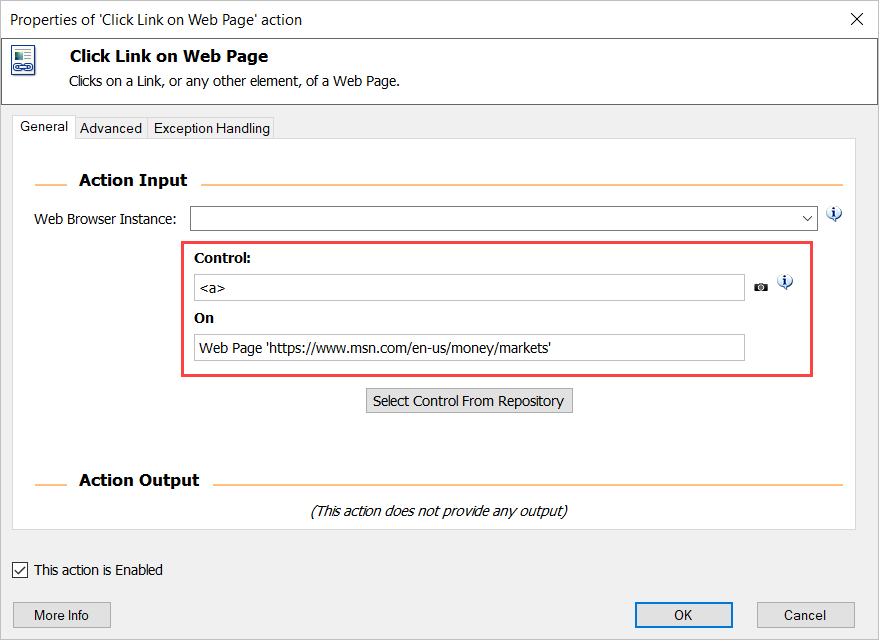 Properties of 'Click Link on Web Page' action
Click Link on Web Page
Clicks on a Link, or any other element, of a Web Page.
General Advanced Exception Handling
Action Input
Web Browser Instance:
Control:
<a>
On
Web Page 'https://www.msn.com/en-us/money/markets'
Select Control From Repository
Action Output
(This action does not provide any output)
This action is Enabled
More Info OK Cancel